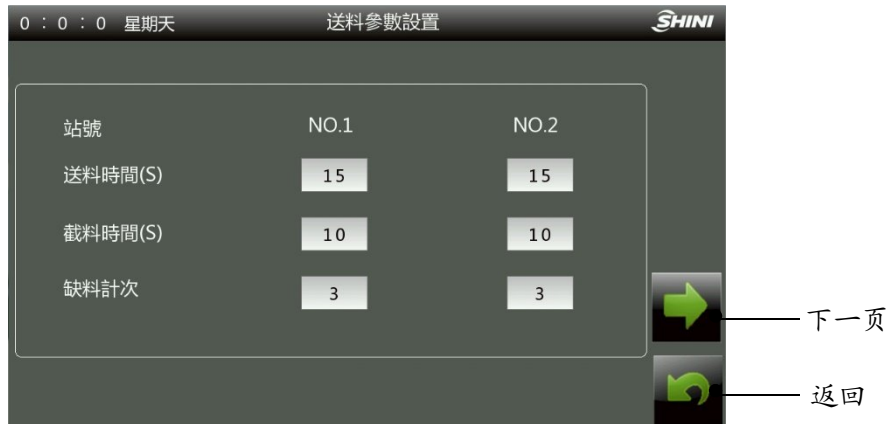 0 : 0 : 0 星期天 送料參數設置 SHINI
站號 NO.1 NO.2
送料時間(S) 15 15
截料時間(S) 10 10
缺料計次 3 3
下一页
返回